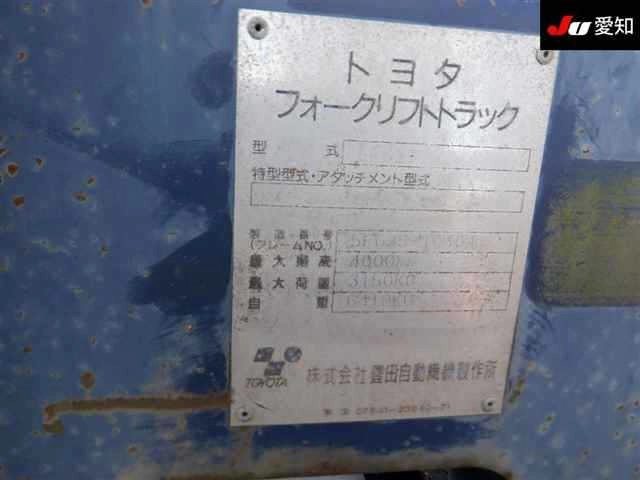 JU 愛知
トヨタ
フォークリフトトラック
型 式
特型型式・アタッチメント型式
製造番号
(フレームNO.)
最大揚高 4000
最大荷重 3150KG
自 重
TOYOTA 株式会社 豊田自動織機製作所